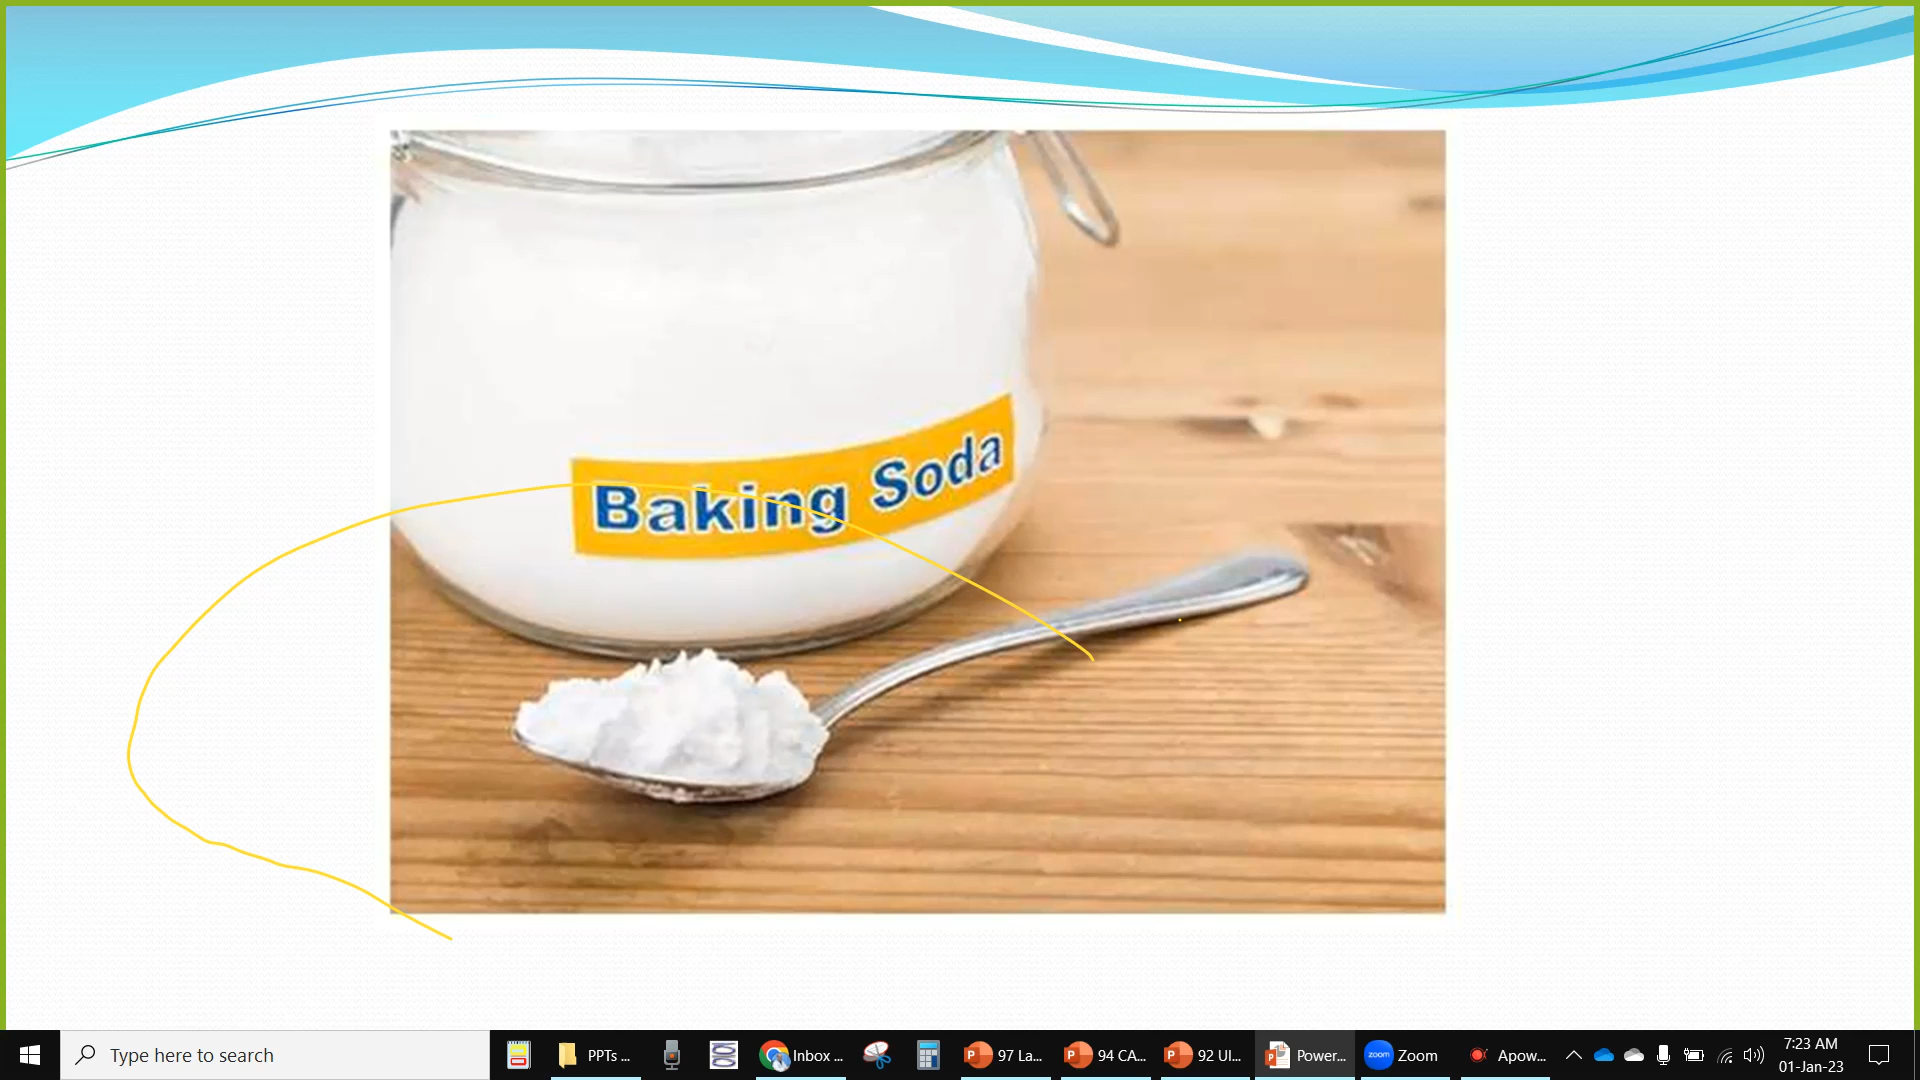 Baking Soda
Type here to search
PPTs ...
Inbox ...
97 La...
94 CA...
92 Ul...
Power...
zoom
Zoom
Apow...
7:23 AM
01-Jan-23